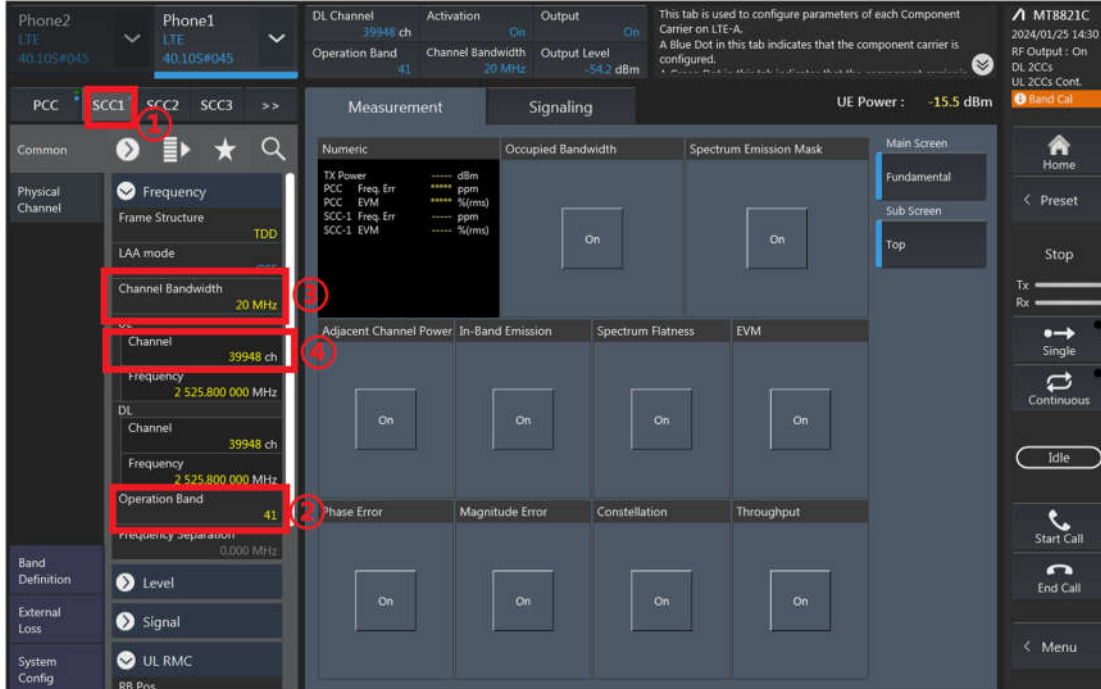 Phone2
LTE
40.10S#045
Phone1
LTE
40.10S#045
DL Channel
39948 ch
Activation
On
Output
On
Operation Band
41
Channel Bandwidth
20 MHz
Output Level
-54.2 dBm
This tab is used to configure parameters of each Component
Carrier on LTE-A.
A Blue Dot in this tab indicates that the component carrier is
configured.
MT8821C
2024/01/25 14:30
RF Output : On
DL 2CCs
UL 2CCs Cont.
Band Cal
PCC
SCC1
SCC2
SCC3
>>
①
Measurement
Signaling
UE Power : -15.5 dBm
Common
Physical
Channel
Frequency
Frame Structure
TDD
LAA mode
Channel Bandwidth
20 MHz
③
UL
Channel
39948 ch
④
Frequency
2 525.800 000 MHz
DL
Channel
39948 ch
Frequency
2 525.800 000 MHz
Operation Band
41
②
Frequency Separation
0.000 MHz
Level
Signal
UL RMC
RB Pos
Band
Definition
External
Loss
System
Config
Numeric
TX Power ----- dBm
PCC Freq. Err ***** ppm
PCC EVM ***** %(rms)
SCC-1 Freq. Err ----- ppm
SCC-1 EVM ----- %(rms)
Occupied Bandwidth
On
Spectrum Emission Mask
On
Adjacent Channel Power
On
In-Band Emission
On
Spectrum Flatness
On
EVM
On
Phase Error
On
Magnitude Error
On
Constellation
On
Throughput
On
Main Screen
Fundamental
Sub Screen
Top
Home
< Preset
Stop
Tx
Rx
Single
Continuous
Idle
Start Call
End Call
< Menu